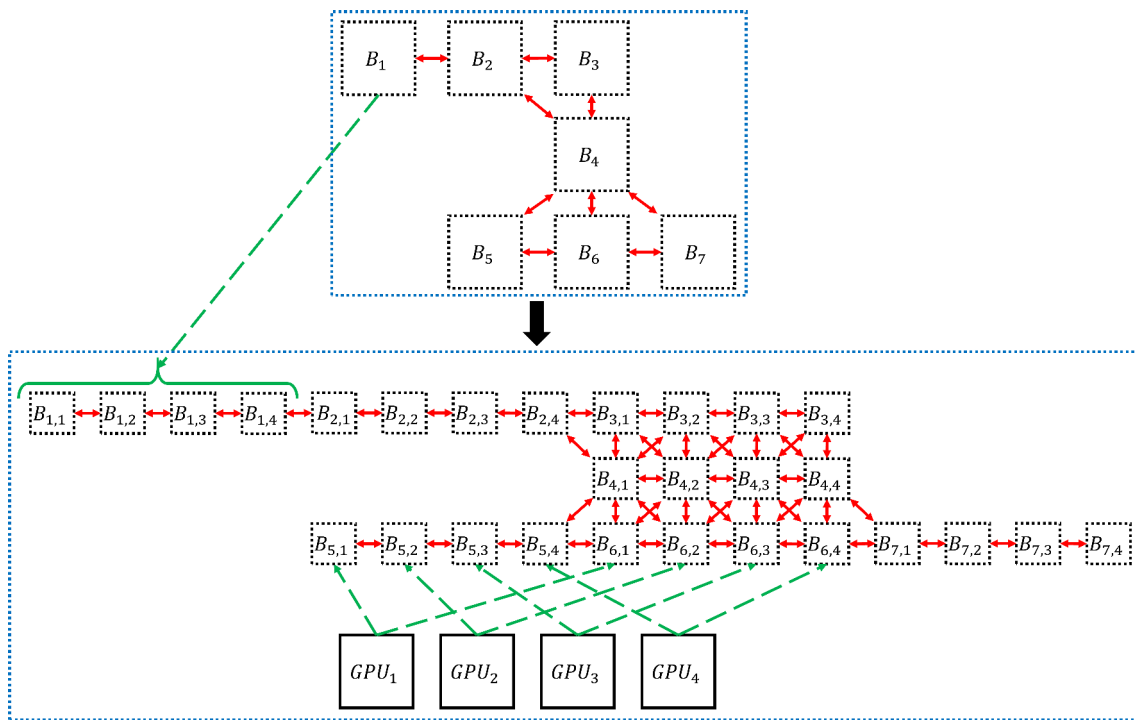 B1 B2 B3
B4
B5 B6 B7
B1,1 B1,2 B1,3 B1,4 B2,1 B2,2 B2,3 B2,4 B3,1 B3,2 B3,3 B3,4
B4,1 B4,2 B4,3 B4,4
B5,1 B5,2 B5,3 B5,4 B6,1 B6,2 B6,3 B6,4 B7,1 B7,2 B7,3 B7,4
GPU1 GPU2 GPU3 GPU4